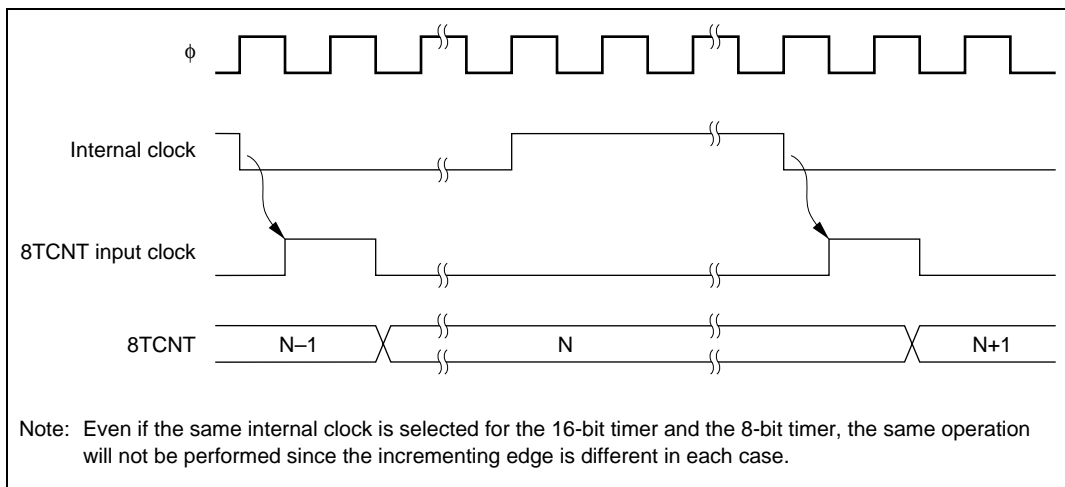 ϕ
Internal clock
8TCNT input clock
8TCNT
N–1
N
N+1
Note: Even if the same internal clock is selected for the 16-bit timer and the 8-bit timer, the same operation
will not be performed since the incrementing edge is different in each case.